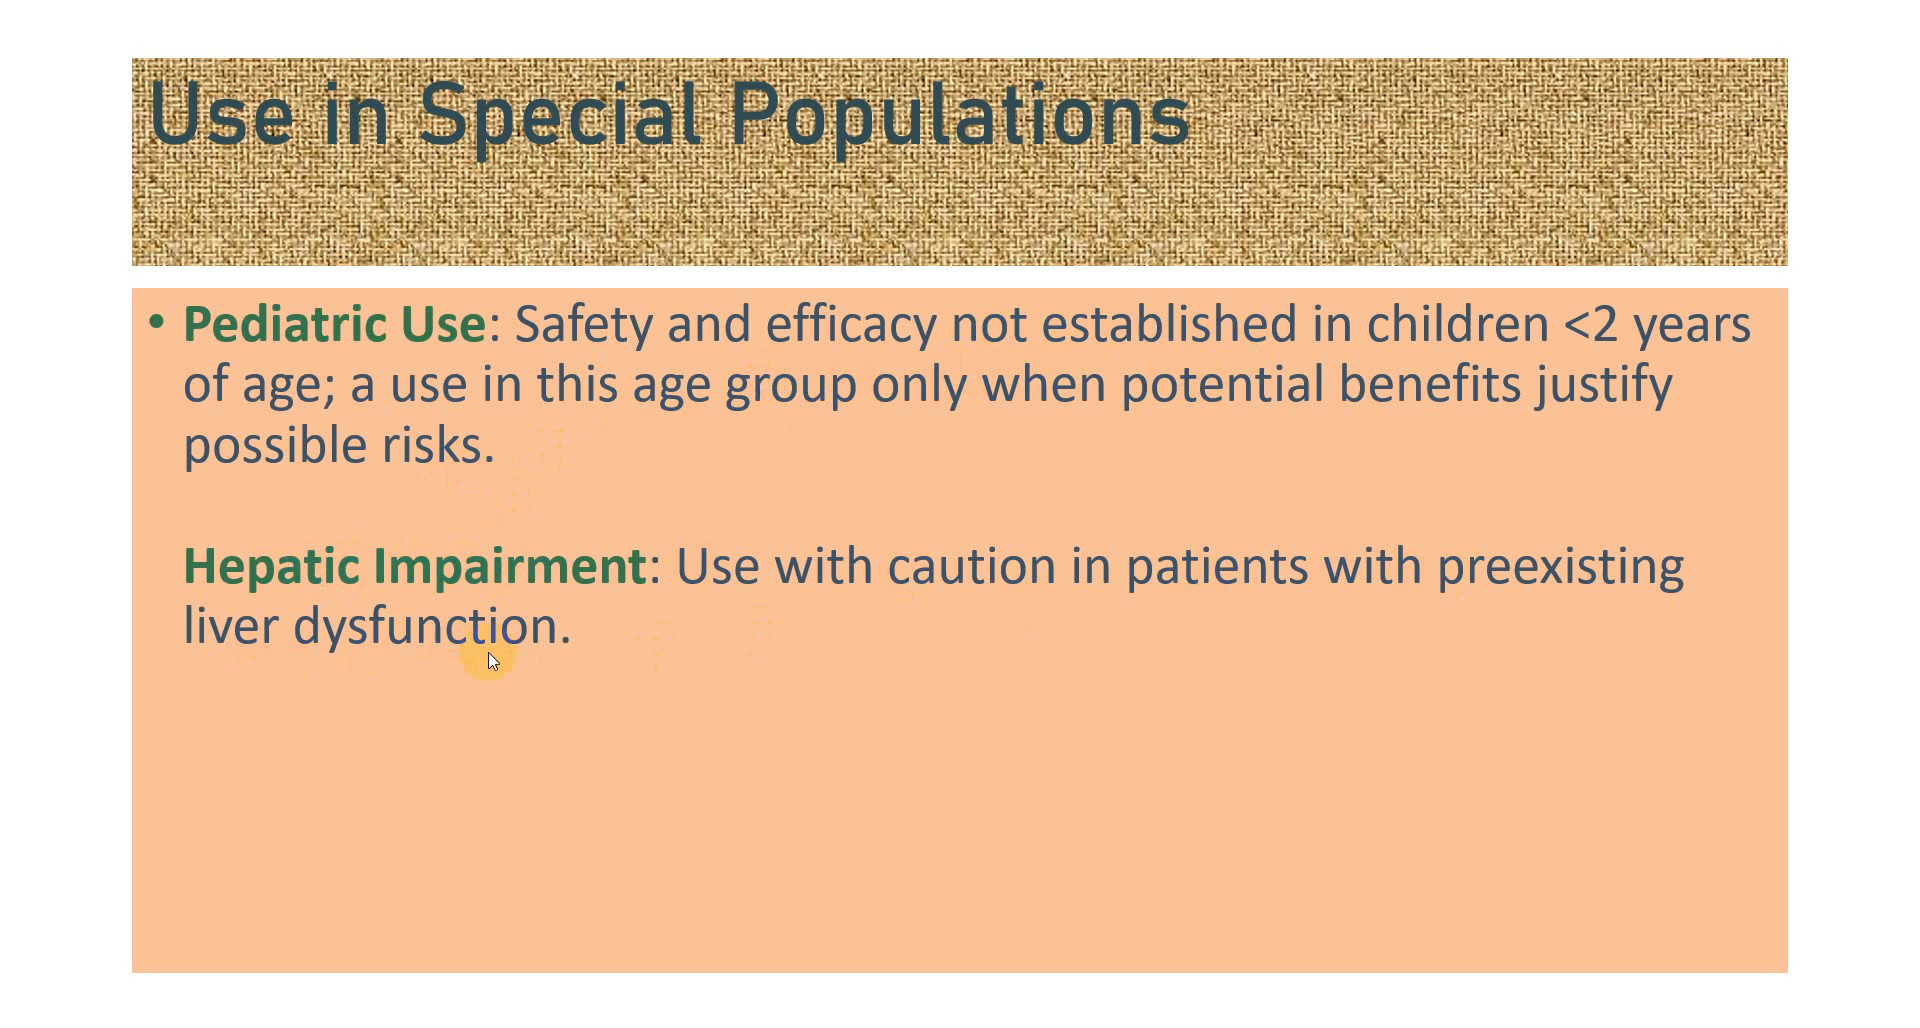 Use in Special Populations
• Pediatric Use: Safety and efficacy not established in children <2 years
of age; a use in this age group only when potential benefits justify
possible risks.
Hepatic Impairment: Use with caution in patients with preexisting
liver dysfunction.